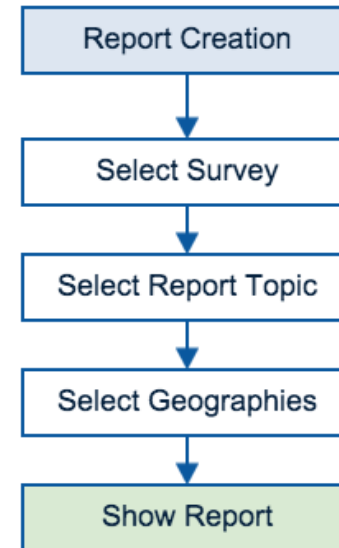 Report Creation
Select Survey
Select Report Topic
Select Geographies
Show Report